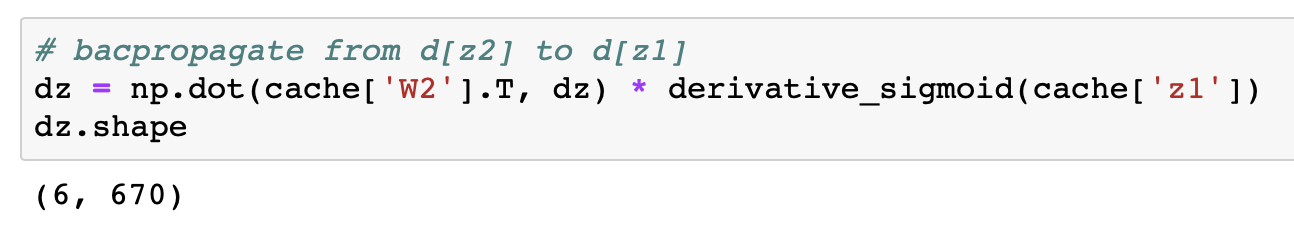 # bacpropagate from d[z2] to d[z1]
dz = np.dot(cache['W2'].T, dz) * derivative_sigmoid(cache['z1'])
dz.shape
(6, 670)